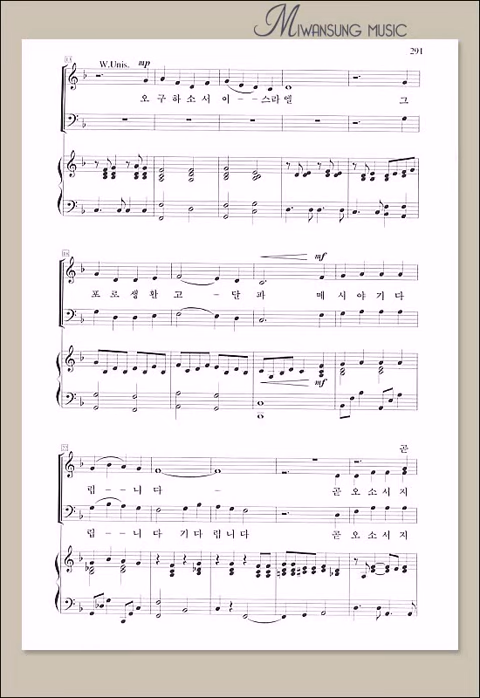 MIWANSUNG MUSIC
291
W.Unis. mp
오 구 하 소 서 이 - - 스 라 엘 그
mf
포 로 생 환 고 - 달 파 메 시 야 기 다
mf
곧
립 - - 니 다 - 곧 오 소 서 지
립 - - 니 다 기 다 립 니 다 곧 오 소 서 지